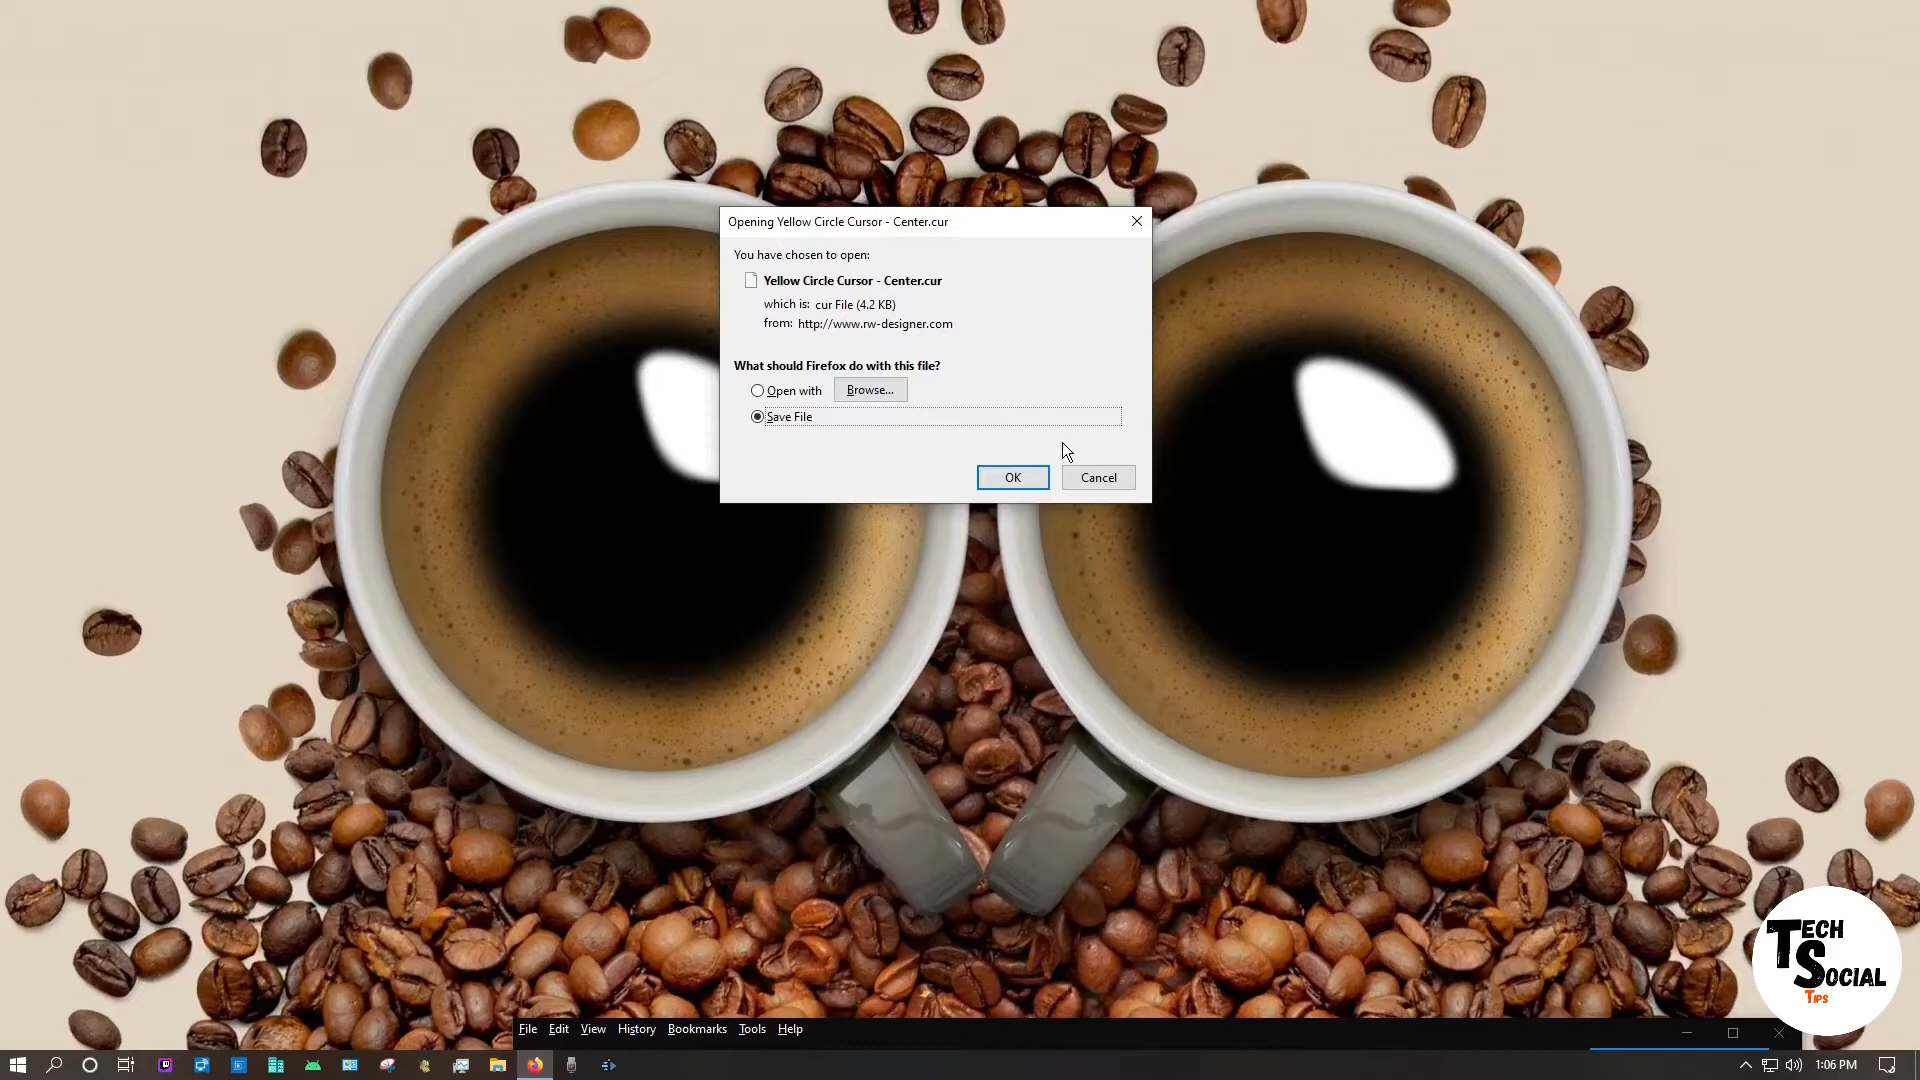 Opening Yellow Circle Cursor - Center.cur
You have chosen to open:
Yellow Circle Cursor - Center.cur
which is: cur File (4.2 KB)
from: http://www.rw-designer.com
What should Firefox do with this file?
Open with Browse...
Save File
OK Cancel
TECH
SOCIAL
TIPS
File Edit View History Bookmarks Tools Help
1:06 PM